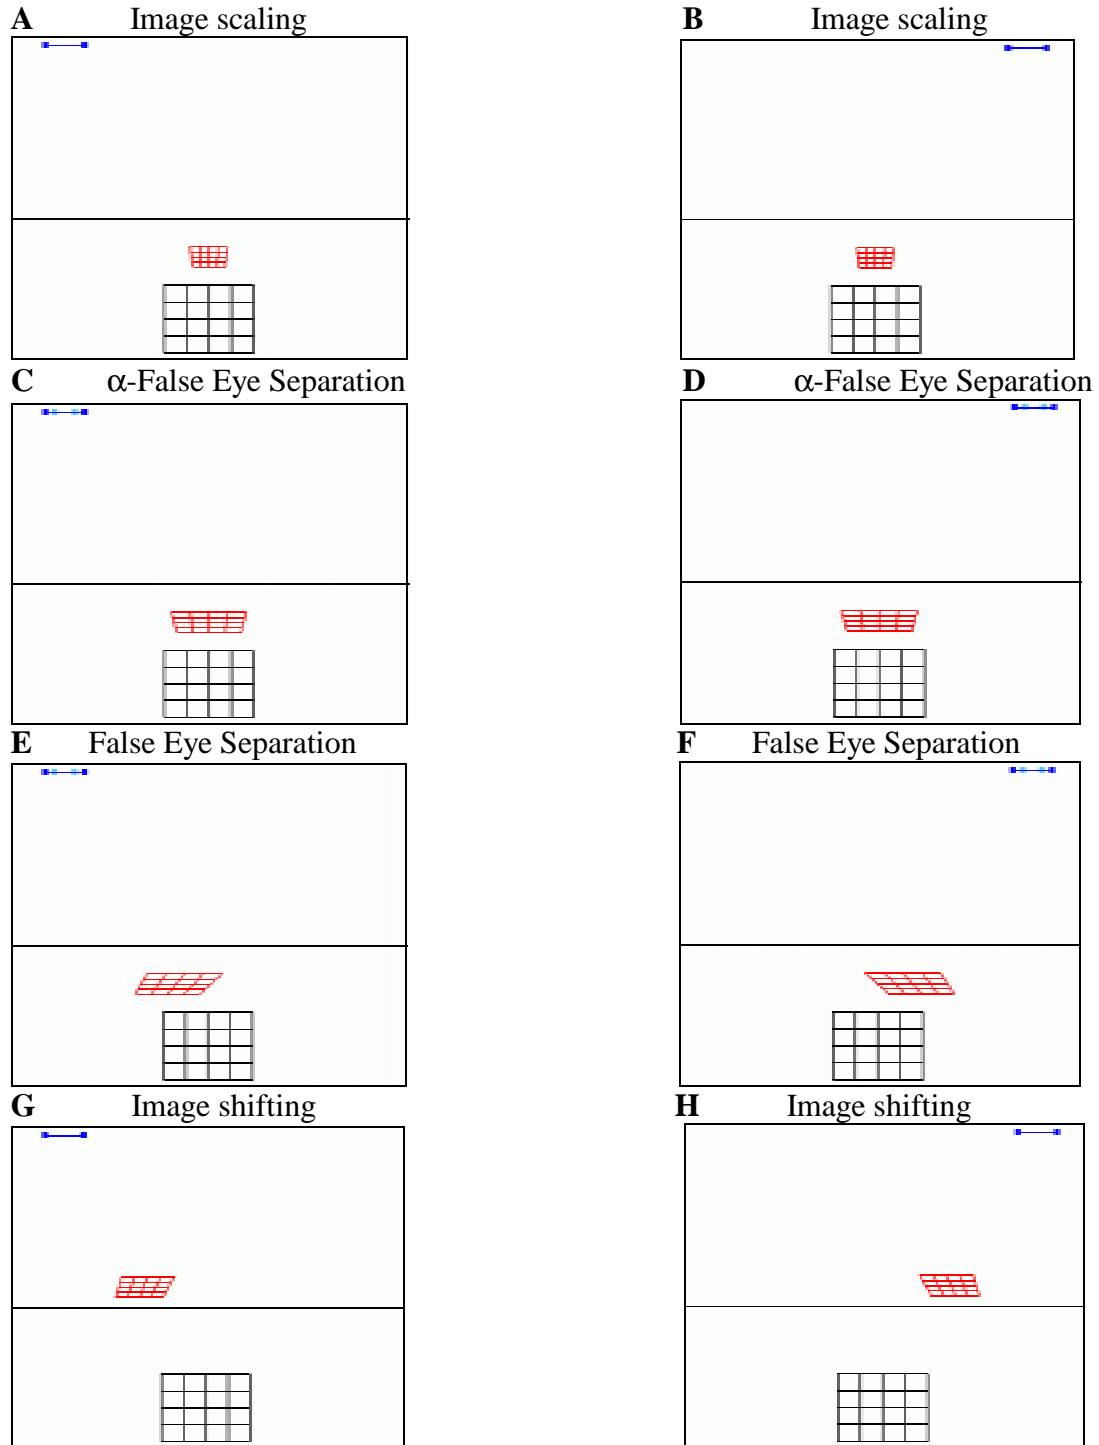 A Image scaling
B Image scaling
C α-False Eye Separation
D α-False Eye Separation
E False Eye Separation
F False Eye Separation
G Image shifting
H Image shifting